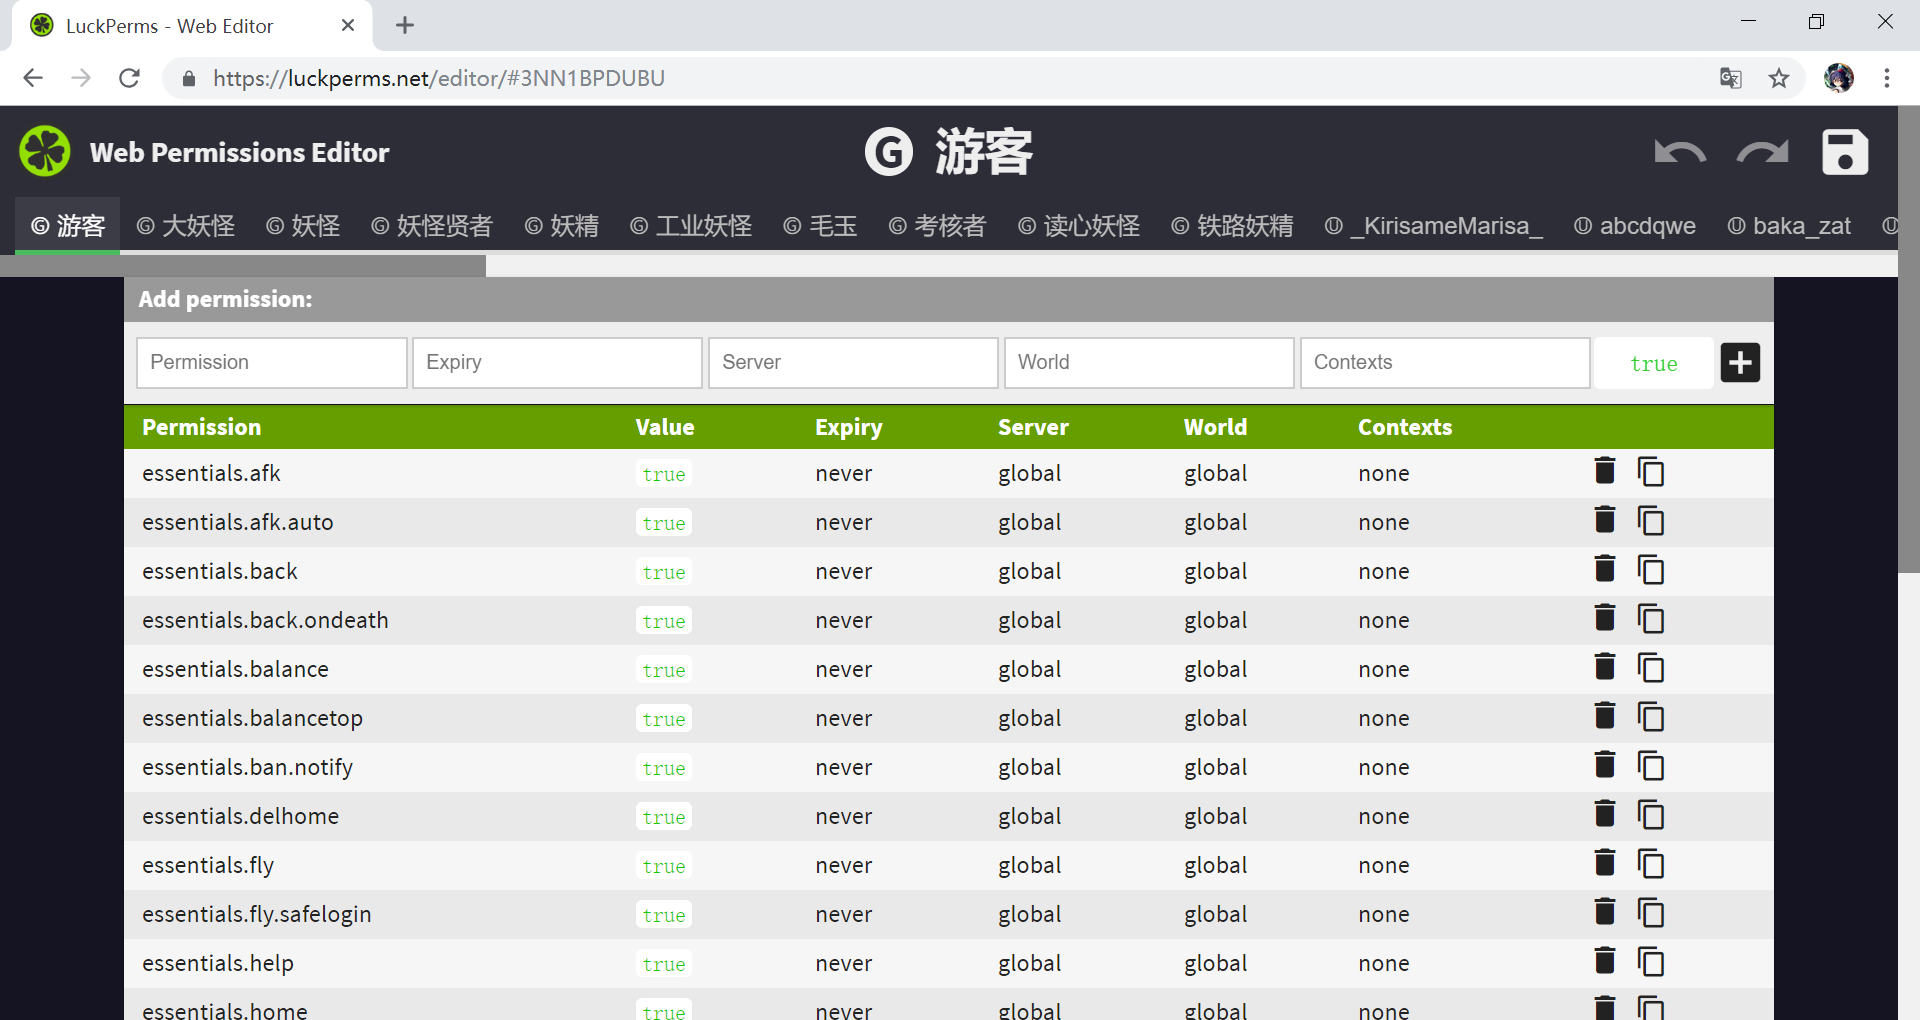 LuckPerms - Web Editor
https://luckperms.net/editor/#3NN1BPDUBU
Web Permissions Editor
G 游客
G 游客 G 大妖怪 G 妖怪 G 妖怪贤者 G 妖精 G 工业妖怪 G 毛玉 G 考核者 G 读心妖怪 G 铁路妖精 U _KirisameMarisa_ U abcdqwe U baka_zat U
Add permission:
Permission Expiry Server World Contexts true
Permission Value Expiry Server World Contexts
essentials.afk true never global global none
essentials.afk.auto true never global global none
essentials.back true never global global none
essentials.back.ondeath true never global global none
essentials.balance true never global global none
essentials.balancetop true never global global none
essentials.ban.notify true never global global none
essentials.delhome true never global global none
essentials.fly true never global global none
essentials.fly.safelogin true never global global none
essentials.help true never global global none
essentials.home true never global global none